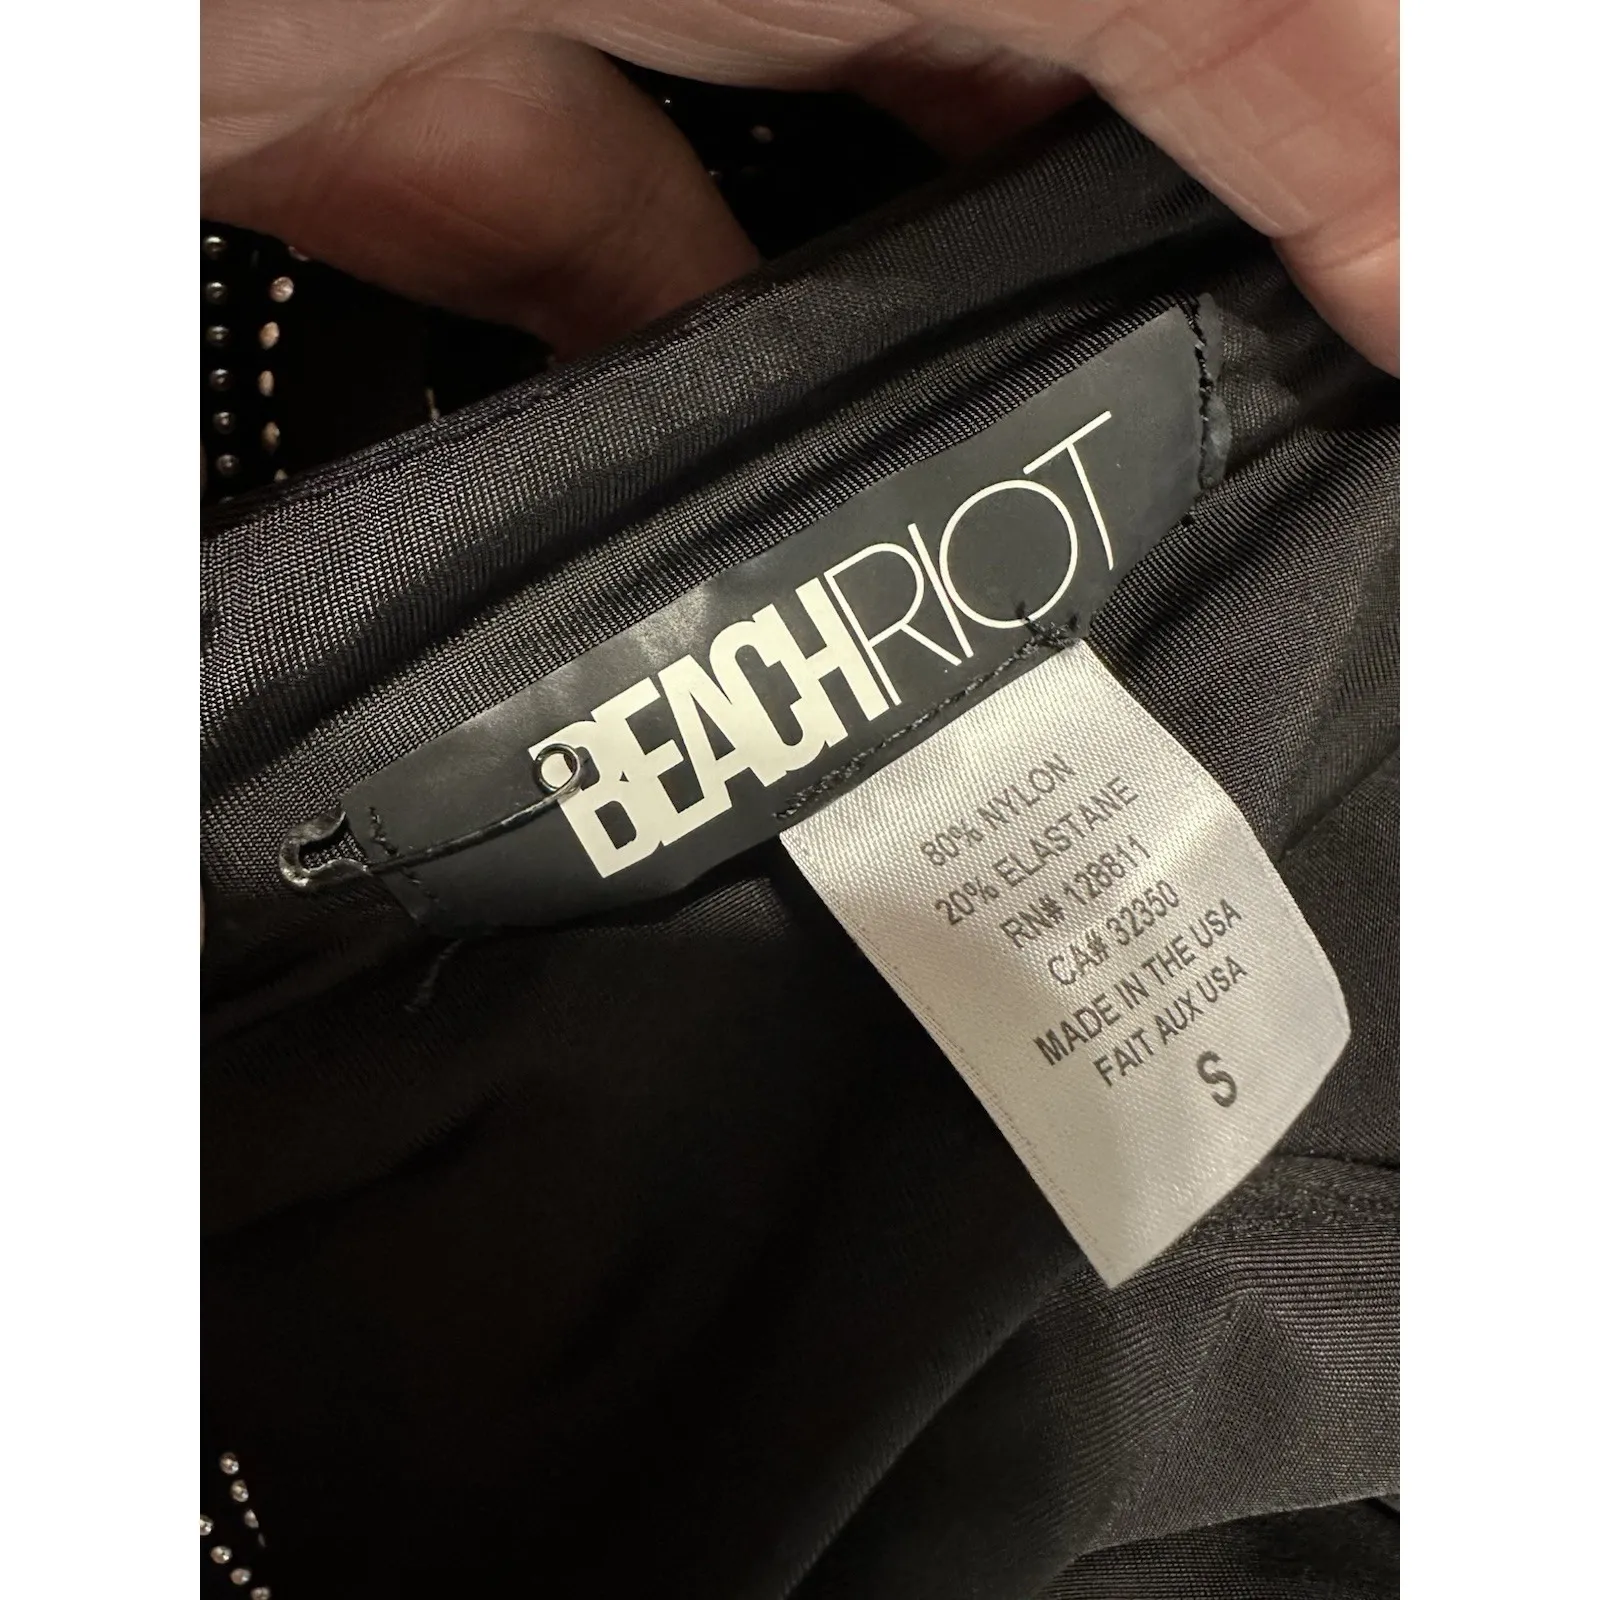 BEACHRIOT
80% NYLON
20% ELASTANE
RN# 128811
CA# 32350
MADE IN THE USA
FAIT AUX USA
S